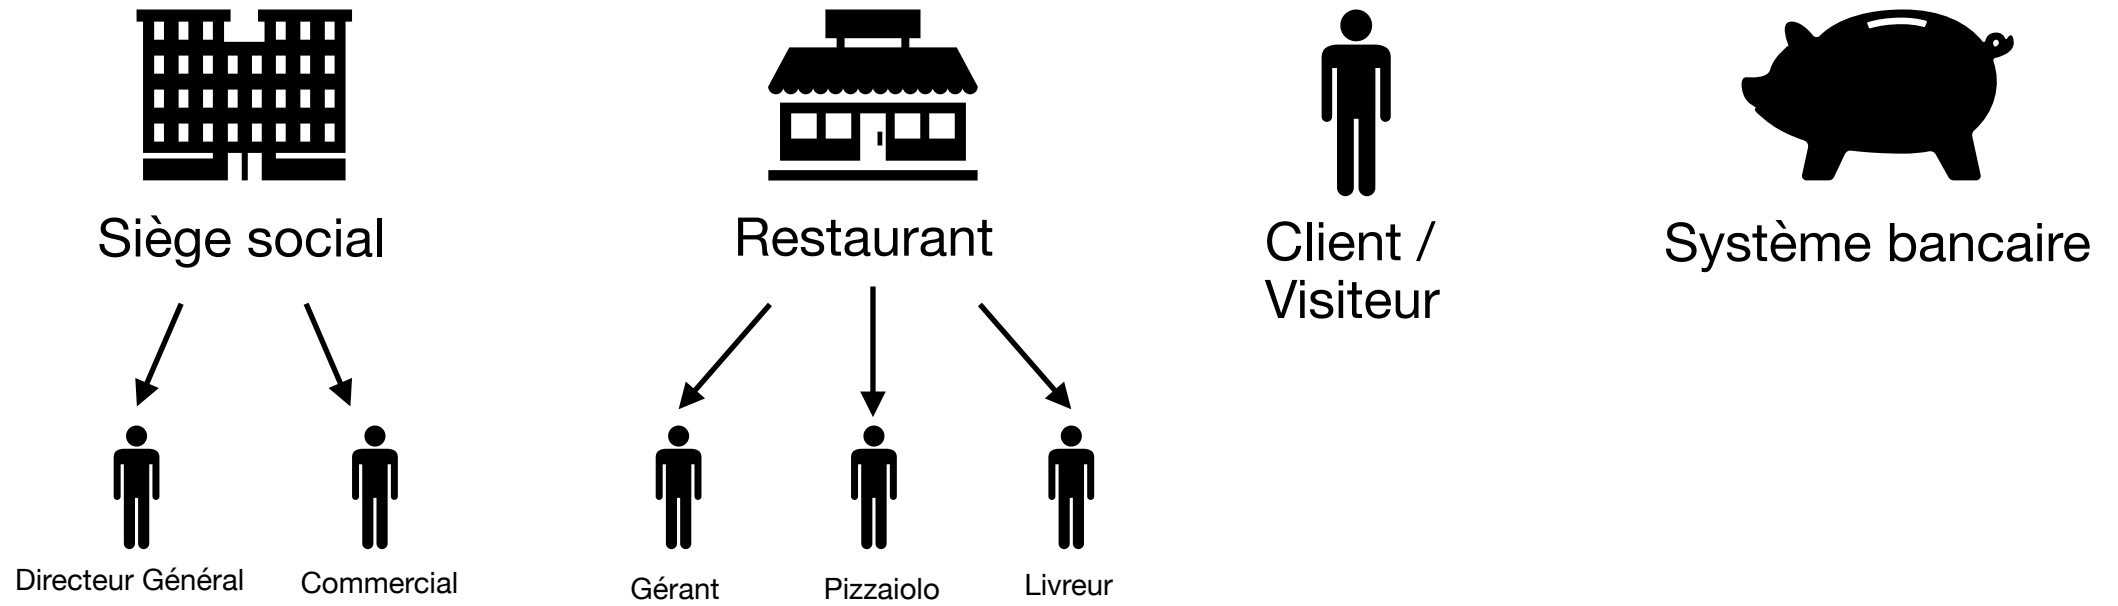 Siège social
Restaurant
Client /
Visiteur
Système bancaire
Directeur Général
Commercial
Gérant
Pizzaiolo
Livreur